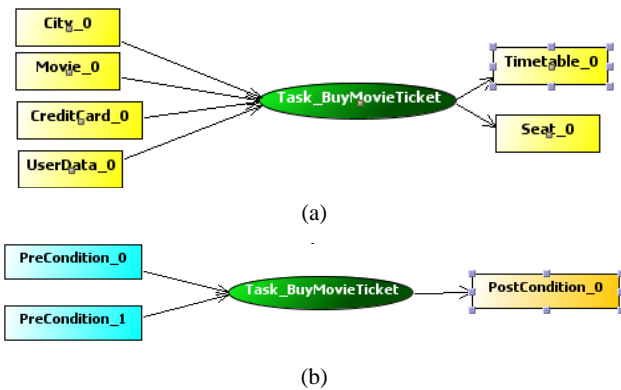 City_0
Movie_0
CreditCard_0
UserData_0
Task_BuyMovieTicket
Timetable_0
Seat_0
(a)
PreCondition_0
PreCondition_1
Task_BuyMovieTicket
PostCondition_0
(b)